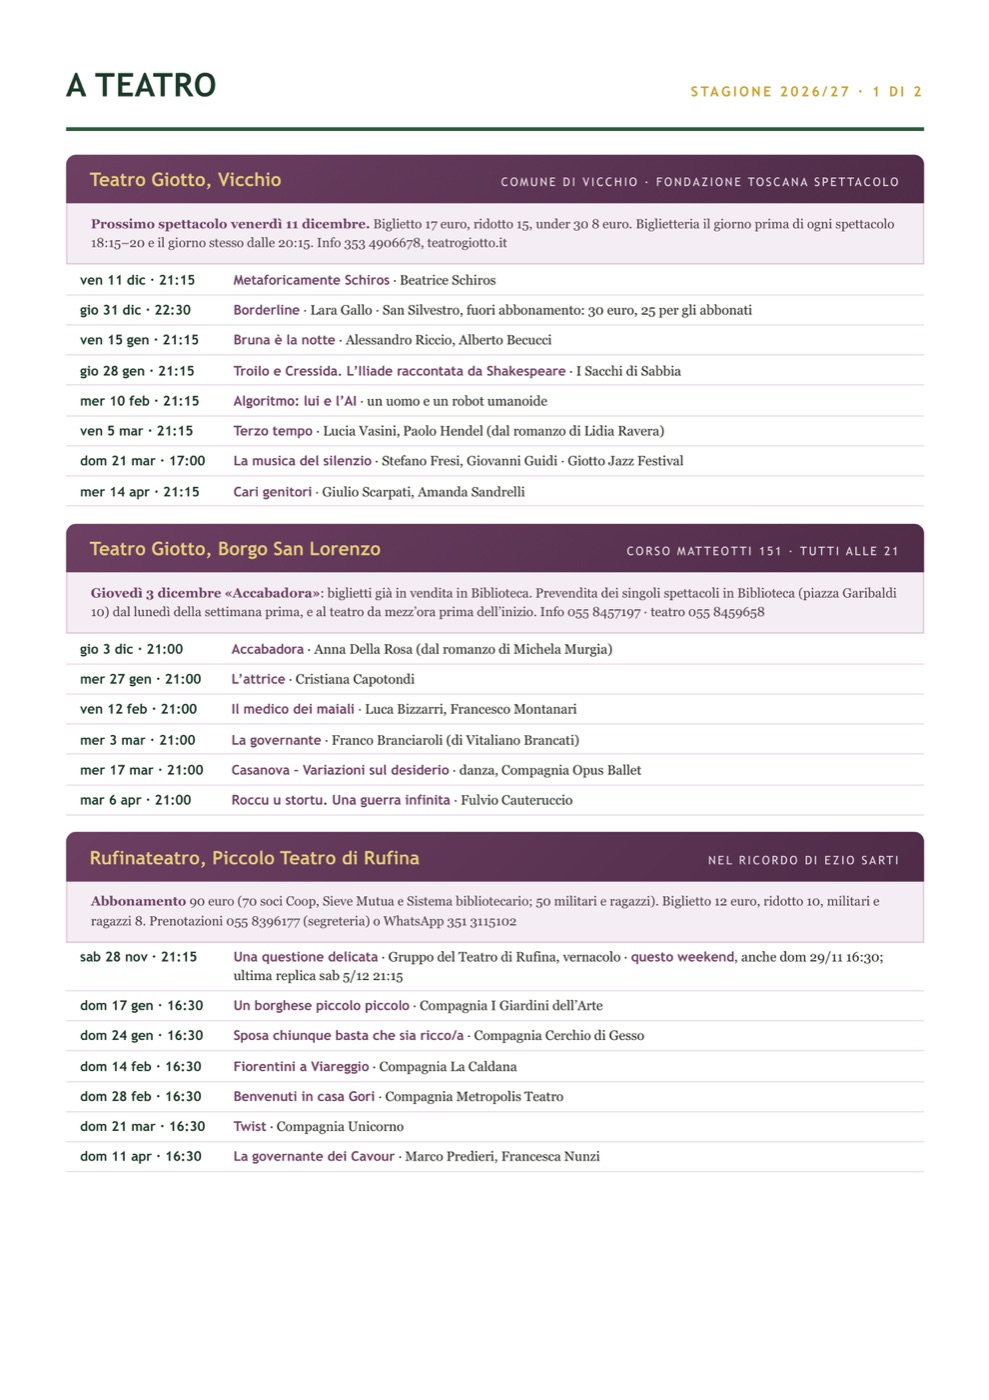 A TEATRO
STAGIONE 2026/27 · 1 DI 2
Teatro Giotto, Vicchio
COMUNE DI VICCHIO · FONDAZIONE TOSCANA SPETTACOLO
Prossimo spettacolo venerdì 11 dicembre. Biglietto 17 euro, ridotto 15, under 30 8 euro. Biglietteria il giorno prima di ogni spettacolo
18:15–20 e il giorno stesso dalle 20:15. Info 353 4906678, teatrogiotto.it
ven 11 dic · 21:15 Metaforicamente Schiros · Beatrice Schiros
gio 31 dic · 22:30 Borderline · Lara Gallo · San Silvestro, fuori abbonamento: 30 euro, 25 per gli abbonati
ven 15 gen · 21:15 Bruna è la notte · Alessandro Riccio, Alberto Becucci
gio 28 gen · 21:15 Troilo e Cressida. L’Iliade raccontata da Shakespeare · I Sacchi di Sabbia
mer 10 feb · 21:15 Algoritmo: lui e l’AI · un uomo e un robot umanoide
ven 5 mar · 21:15 Terzo tempo · Lucia Vasini, Paolo Hendel (dal romanzo di Lidia Ravera)
dom 21 mar · 17:00 La musica del silenzio · Stefano Fresi, Giovanni Guidi · Giotto Jazz Festival
mer 14 apr · 21:15 Cari genitori · Giulio Scarpati, Amanda Sandrelli
Teatro Giotto, Borgo San Lorenzo
CORSO MATTEOTTI 151 · TUTTI ALLE 21
Giovedì 3 dicembre «Accabadora»: biglietti già in vendita in Biblioteca. Prevendita dei singoli spettacoli in Biblioteca (piazza Garibaldi
10) dal lunedì della settimana prima, e al teatro da mezz’ora prima dell’inizio. Info 055 8457197 · teatro 055 8459658
gio 3 dic · 21:00 Accabadora · Anna Della Rosa (dal romanzo di Michela Murgia)
mer 27 gen · 21:00 L’attrice · Cristiana Capotondi
ven 12 feb · 21:00 Il medico dei maiali · Luca Bizzarri, Francesco Montanari
mer 3 mar · 21:00 La governante · Franco Branciaroli (di Vitaliano Brancati)
mer 17 mar · 21:00 Casanova – Variazioni sul desiderio · danza, Compagnia Opus Ballet
mar 6 apr · 21:00 Roccu u stortu. Una guerra infinita · Fulvio Cauteruccio
Rufinateatro, Piccolo Teatro di Rufina
NEL RICORDO DI EZIO SARTI
Abbonamento 90 euro (70 soci Coop, Sieve Mutua e Sistema bibliotecario; 50 militari e ragazzi). Biglietto 12 euro, ridotto 10, militari e
ragazzi 8. Prenotazioni 055 8396177 (segreteria) o WhatsApp 351 3115102
sab 28 nov · 21:15 Una questione delicata · Gruppo del Teatro di Rufina, vernacolo · questo weekend, anche dom 29/11 16:30;
ultima replica sab 5/12 21:15
dom 17 gen · 16:30 Un borghese piccolo piccolo · Compagnia I Giardini dell’Arte
dom 24 gen · 16:30 Sposa chiunque basta che sia ricco/a · Compagnia Cerchio di Gesso
dom 14 feb · 16:30 Fiorentini a Viareggio · Compagnia La Caldana
dom 28 feb · 16:30 Benvenuti in casa Gori · Compagnia Metropolis Teatro
dom 21 mar · 16:30 Twist · Compagnia Unicorno
dom 11 apr · 16:30 La governante dei Cavour · Marco Predieri, Francesca Nunzi